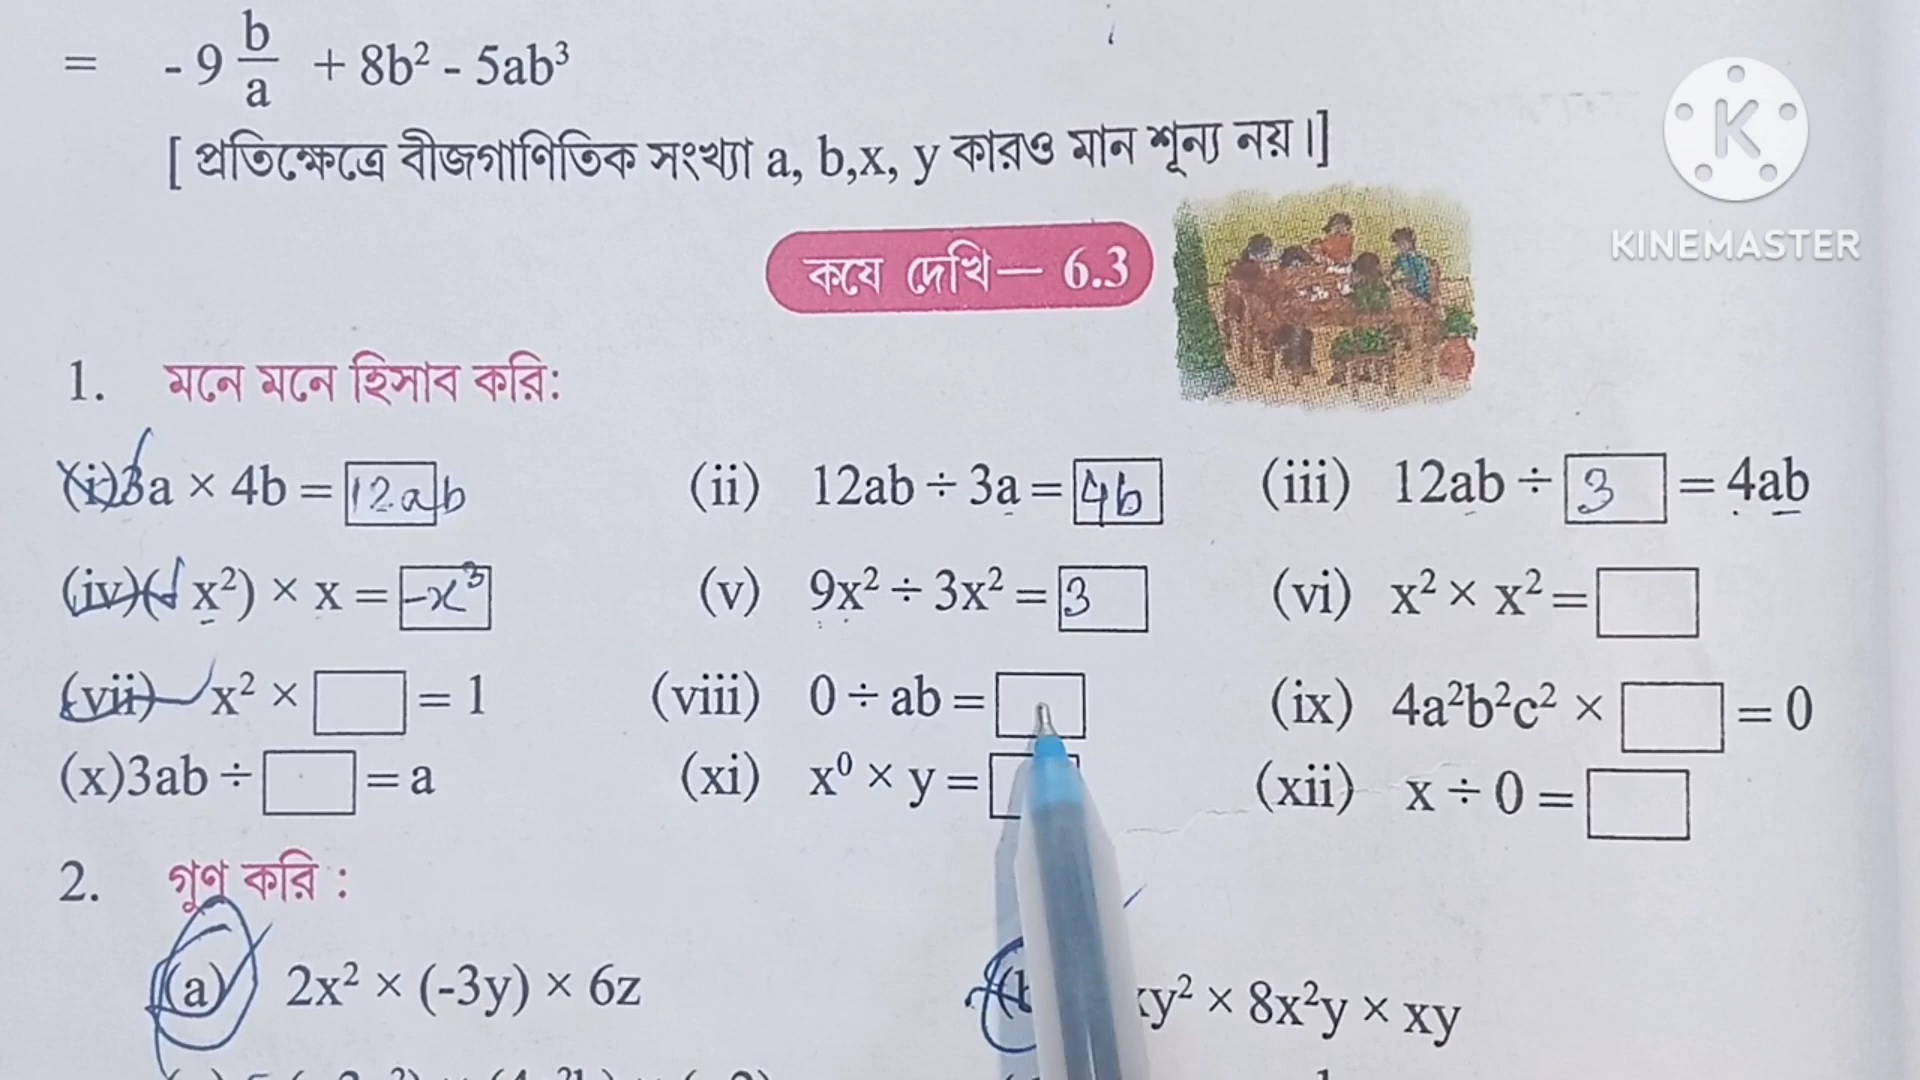 = - 9 b/a + 8b² - 5ab³
[ প্রতিক্ষেত্রে বীজগাণিতিক সংখ্যা a, b,x, y কারও মান শূন্য নয়।]
K
KINEMASTER
কষে দেখি— 6.3
1. মনে মনে হিসাব করি:
(i)3a × 4b = 12ab (ii) 12ab ÷ 3a = 4b (iii) 12ab ÷ 3 = 4ab
(iv)(- x²) × x = -x³ (v) 9x² ÷ 3x² = 3 (vi) x² × x² =
(vii) x² × = 1 (viii) 0 ÷ ab = (ix) 4a²b²c² × = 0
(x)3ab ÷ = a (xi) x⁰ × y = (xii) x ÷ 0 =
2. গুণ করি :
(a) 2x² × (-3y) × 6z y² × 8x²y × xy